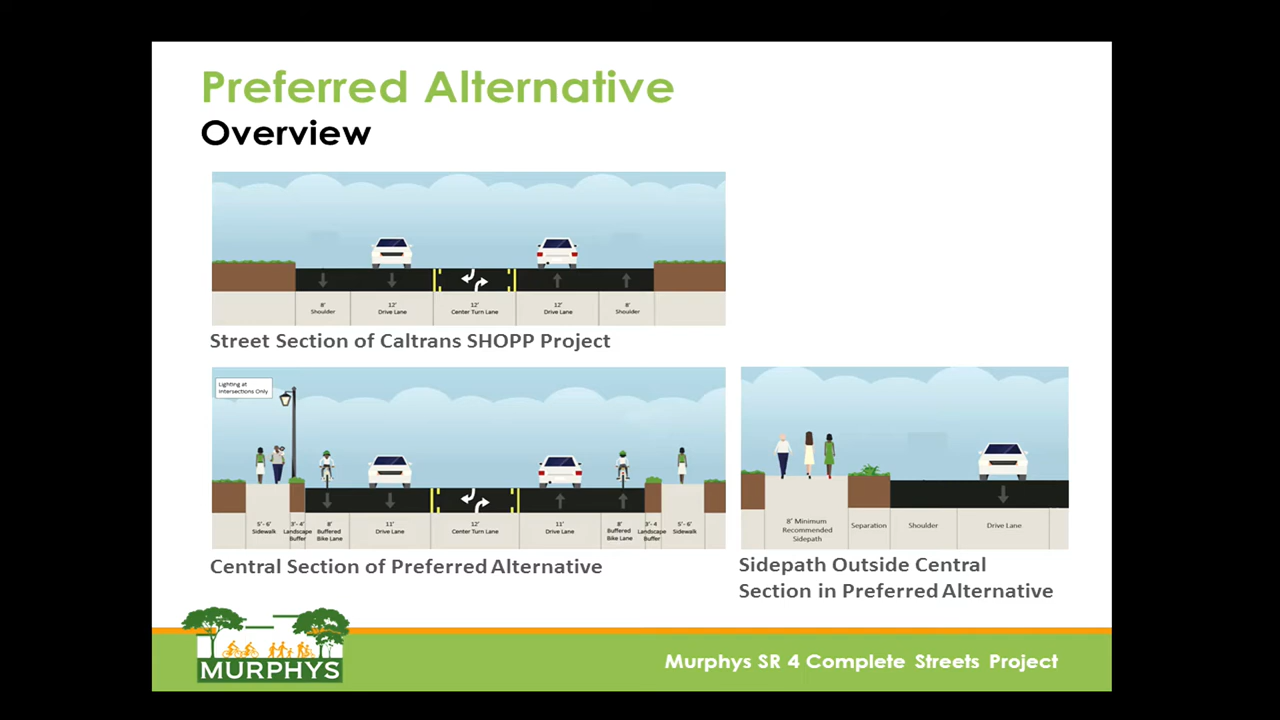 Preferred Alternative
Overview
8'
Shoulder
12'
Drive Lane
12'
Center Turn Lane
12'
Drive Lane
8'
Shoulder
Street Section of Caltrans SHOPP Project
Lighting at
Intersections Only
5'- 6'
Sidewalk
3'- 4'
Landscape
Buffer
8'
Buffered
Bike Lane
11'
Drive Lane
12'
Center Turn Lane
11'
Drive Lane
8'
Buffered
Bike Lane
3'- 4
Landscape
Buffer
5'- 6'
Sidewalk
Central Section of Preferred Alternative
8' Minimum
Recommended
Sidepath
Separation
Shoulder
Drive Lane
Sidepath Outside Central
Section in Preferred Alternative
MURPHYS
Murphys SR 4 Complete Streets Project